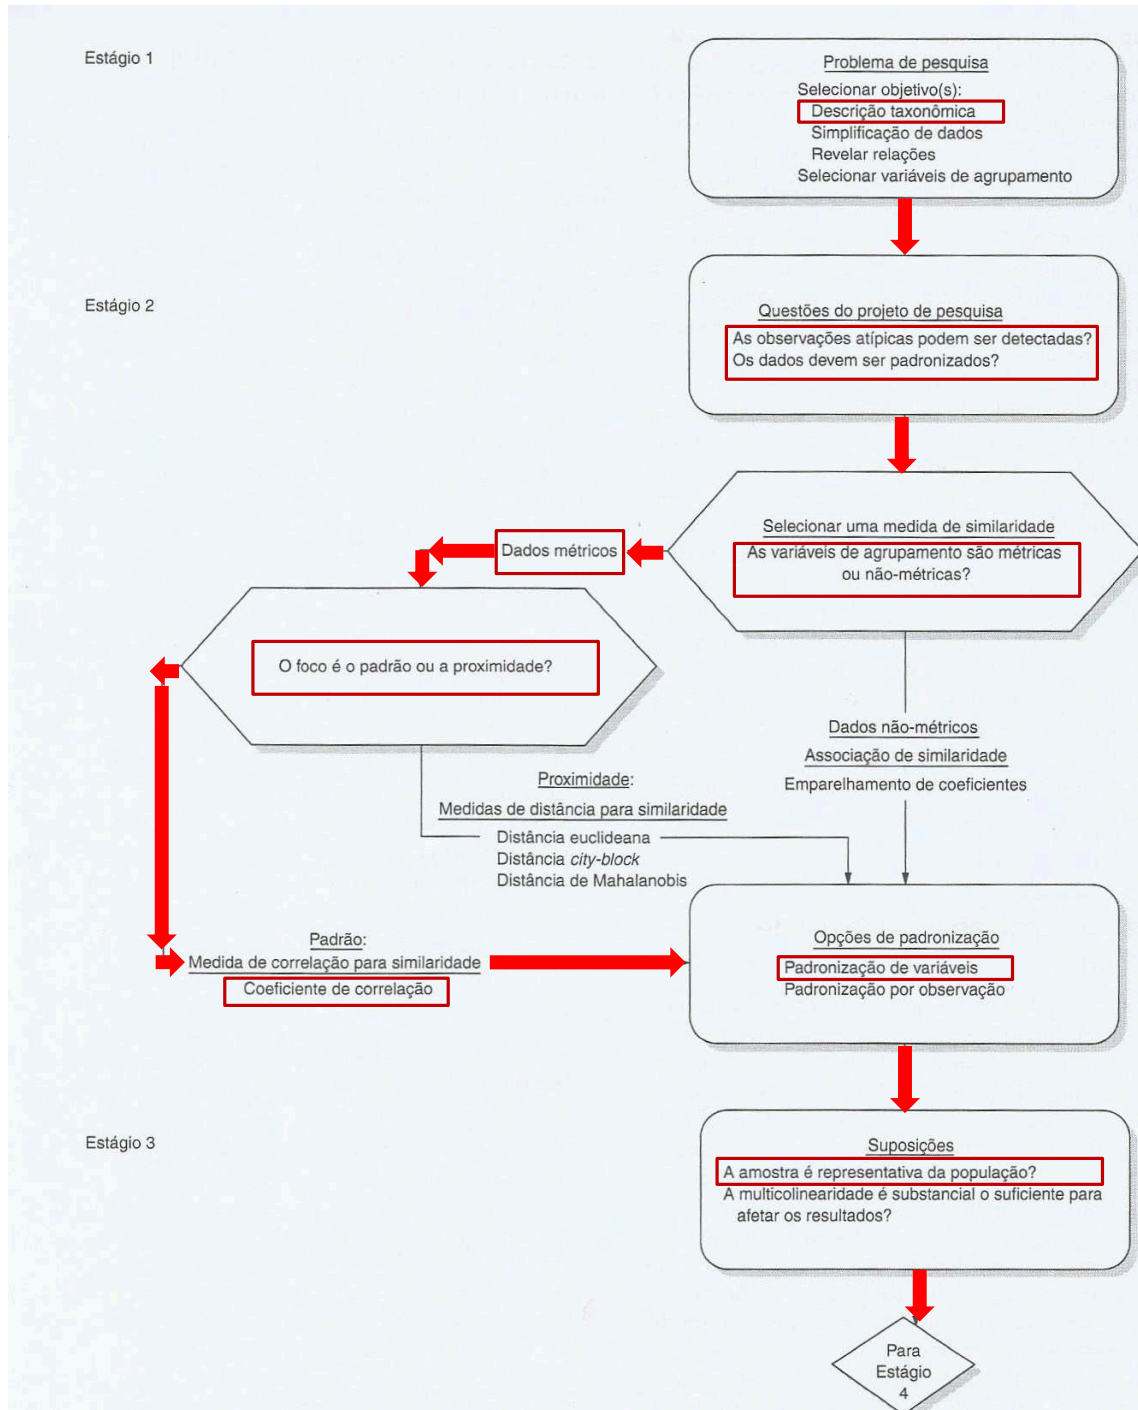 Estágio 1
Problema de pesquisa
Selecionar objetivo(s):
Descrição taxonômica
Simplificação de dados
Revelar relações
Selecionar variáveis de agrupamento
Estágio 2
Questões do projeto de pesquisa
As observações atípicas podem ser detectadas?
Os dados devem ser padronizados?
Selecionar uma medida de similaridade
As variáveis de agrupamento são métricas
ou não-métricas?
Dados métricos
O foco é o padrão ou a proximidade?
Dados não-métricos
Associação de similaridade
Emparelhamento de coeficientes
Proximidade:
Medidas de distância para similaridade
Distância euclideana
Distância city-block
Distância de Mahalanobis
Padrão:
Medida de correlação para similaridade
Coeficiente de correlação
Opções de padronização
Padronização de variáveis
Padronização por observação
Estágio 3
Suposições
A amostra é representativa da população?
A multicolinearidade é substancial o suficiente para
afetar os resultados?
Para
Estágio
4